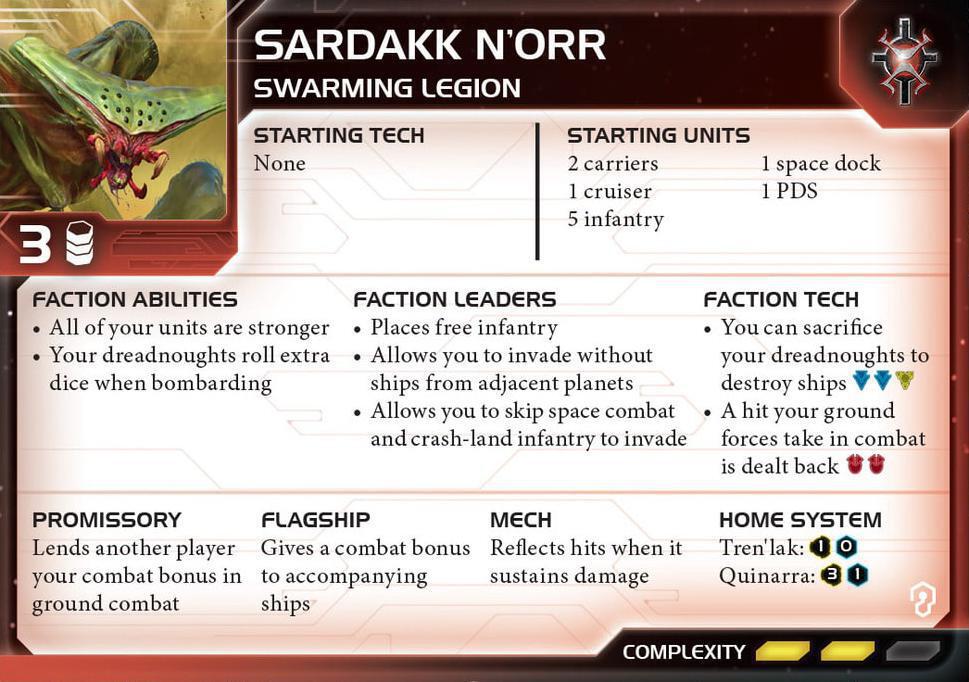 SARDAKK N'ORR
SWARMING LEGION
3
STARTING TECH
None
STARTING UNITS
2 carriers
1 cruiser
5 infantry
1 space dock
1 PDS
FACTION ABILITIES
• All of your units are stronger
• Your dreadnoughts roll extra
dice when bombarding
FACTION LEADERS
• Places free infantry
• Allows you to invade without
ships from adjacent planets
• Allows you to skip space combat
and crash-land infantry to invade
FACTION TECH
• You can sacrifice
your dreadnoughts to
destroy ships
• A hit your ground
forces take in combat
is dealt back
PROMISSORY
Lends another player
your combat bonus in
ground combat
FLAGSHIP
Gives a combat bonus
to accompanying
ships
MECH
Reflects hits when it
sustains damage
HOME SYSTEM
Tren'lak: 1 0
Quinarra: 3 1
COMPLEXITY